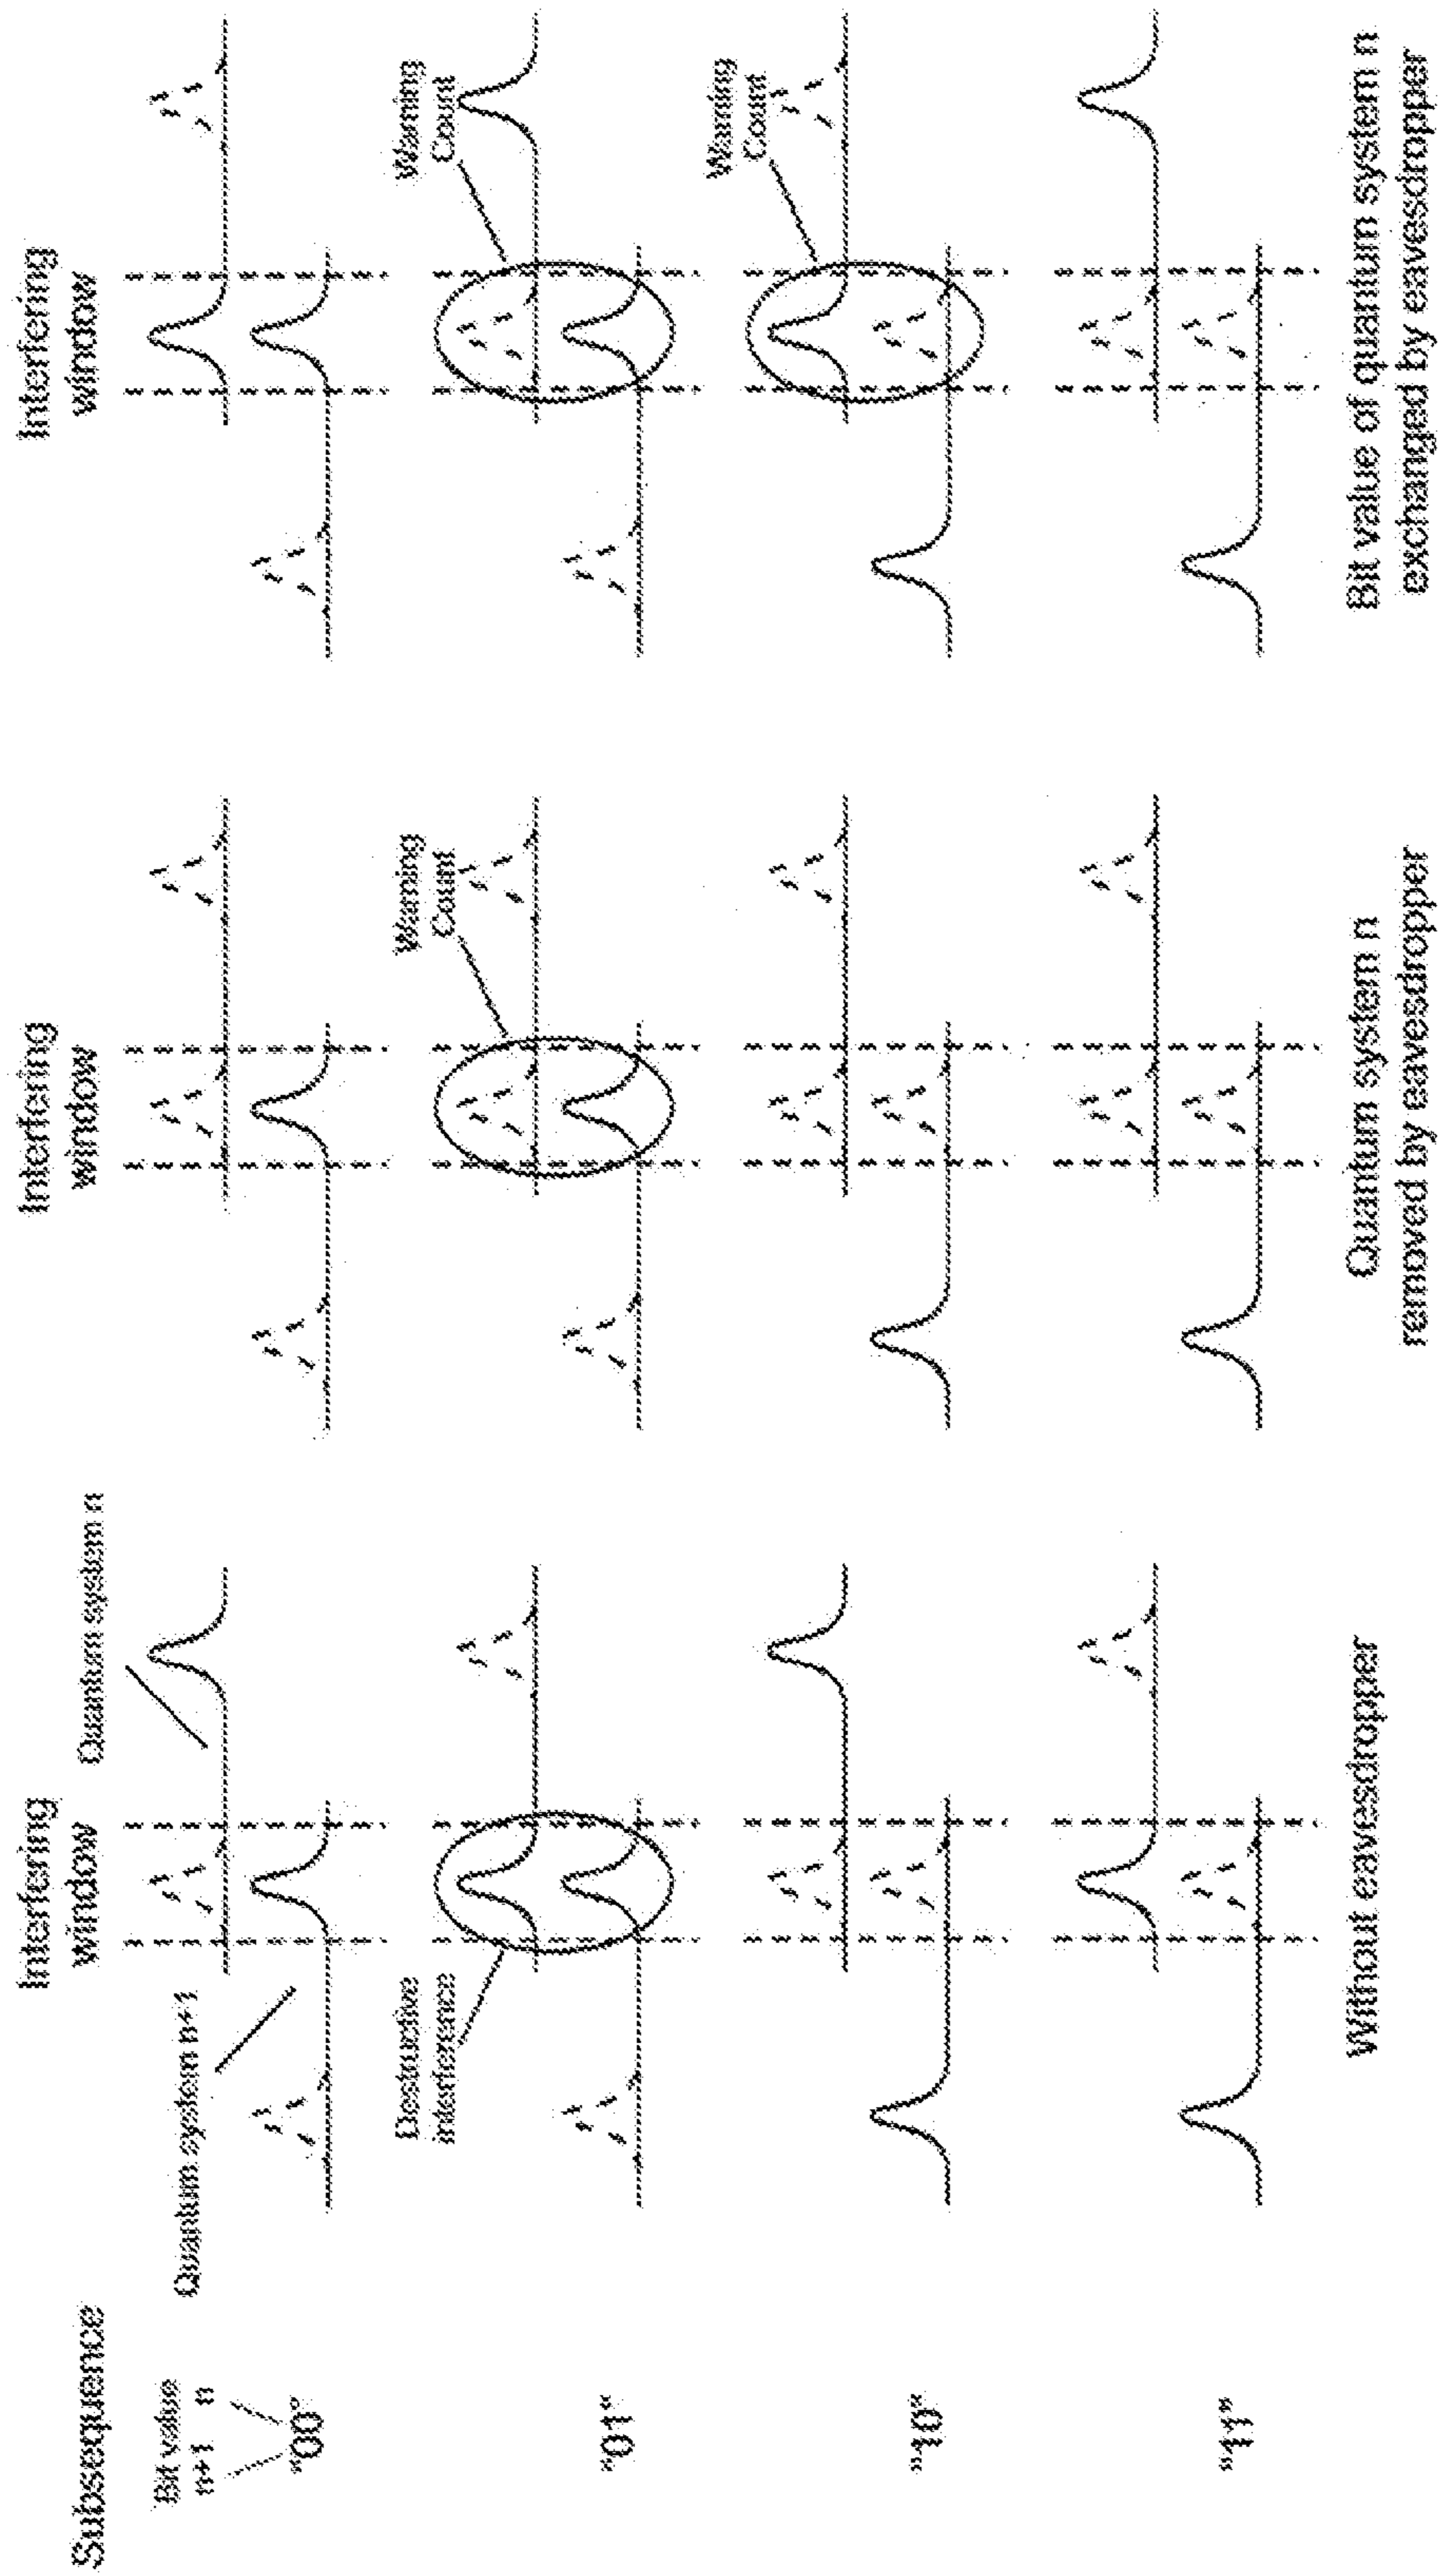 Subsequence
Bit value
n+1 n
"00"
"01"
"10"
"11"
Interfering
window
Quantum system n+1
Quantum system n
Destructive
interference
Without eavesdropper
Interfering
window
Warning
Count
Quantum system n
removed by eavesdropper
Interfering
window
Warning
Count
Warning
Count
Bit value of quantum system n
exchanged by eavesdropper